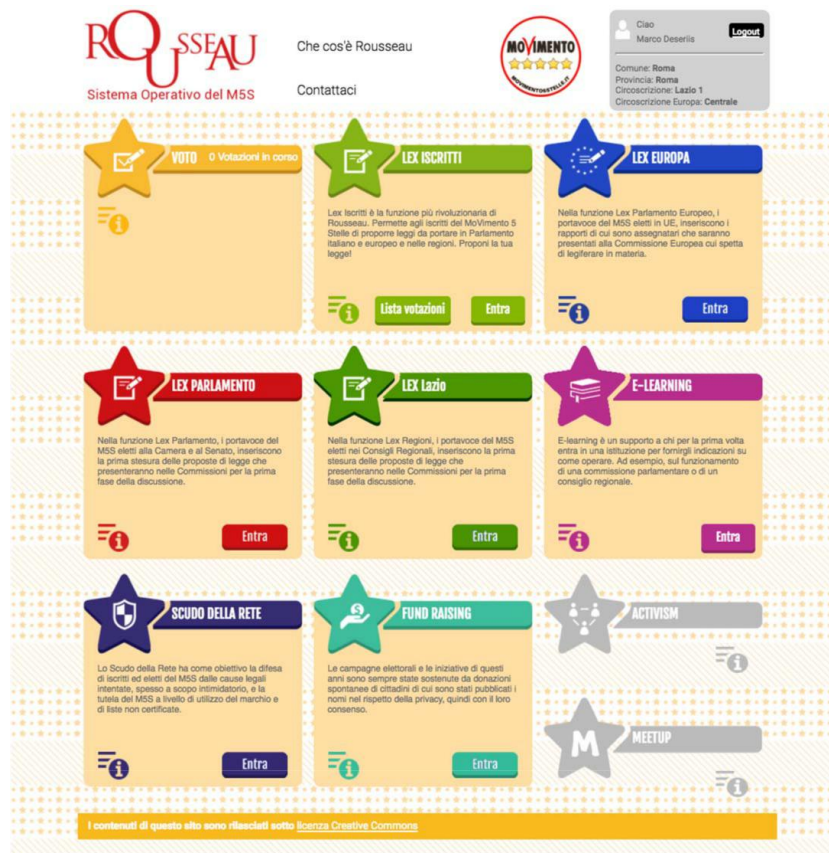 ROUSSEAU
Sistema Operativo del M5S
Che cos'è Rousseau
Contattaci
MOVIMENTO
MOVIMENTO5STELLE.IT
Ciao
Marco Deseriis
Logout
Comune: Roma
Provincia: Roma
Circoscrizione: Lazio 1
Circoscrizione Europa: Centrale
VOTO 0 Votazioni in corso
LEX ISCRITTI
Lex Iscritti è la funzione più rivoluzionaria di
Rousseau. Permette agli iscritti del MoVimento 5
Stelle di proporre leggi da portare in Parlamento
italiano e europeo e nelle regioni. Proponi la tua
legge!
Lista votazioni
Entra
LEX EUROPA
Nella funzione Lex Parlamento Europeo, i
portavoce del M5S eletti in UE, inseriscono i
rapporti di cui sono assegnatari che saranno
presentati alla Commissione Europea cui spetta
di legiferare in materia.
Entra
LEX PARLAMENTO
Nella funzione Lex Parlamento, i portavoce del
M5S eletti alla Camera e al Senato, inseriscono
la prima stesura delle proposte di legge che
presenteranno nelle Commissioni per la prima
fase della discussione.
Entra
LEX Lazio
Nella funzione Lex Regioni, i portavoce del M5S
eletti nei Consigli Regionali, inseriscono la prima
stesura delle proposte di legge che
presenteranno nelle Commissioni per la prima
fase della discussione.
Entra
E-LEARNING
E-learning è un supporto a chi per la prima volta
entra in una istituzione per fornirgli indicazioni su
come operare. Ad esempio, sul funzionamento
di una commissione parlamentare o di un
consiglio regionale.
Entra
SCUDO DELLA RETE
Lo Scudo della Rete ha come obiettivo la difesa
di iscritti ed eletti del M5S dalle cause legali
intentate, spesso a scopo intimidatorio, e la
tutela del M5S a livello di utilizzo del marchio e
di liste non certificate.
Entra
FUND RAISING
Le campagne elettorali e le iniziative di questi
anni sono sempre state sostenute da donazioni
spontanee di cittadini di cui sono stati pubblicati i
nomi nel rispetto della privacy, quindi con il loro
consenso.
Entra
ACTIVISM
M MEETUP
I contenuti di questo sito sono rilasciati sotto licenza Creative Commons